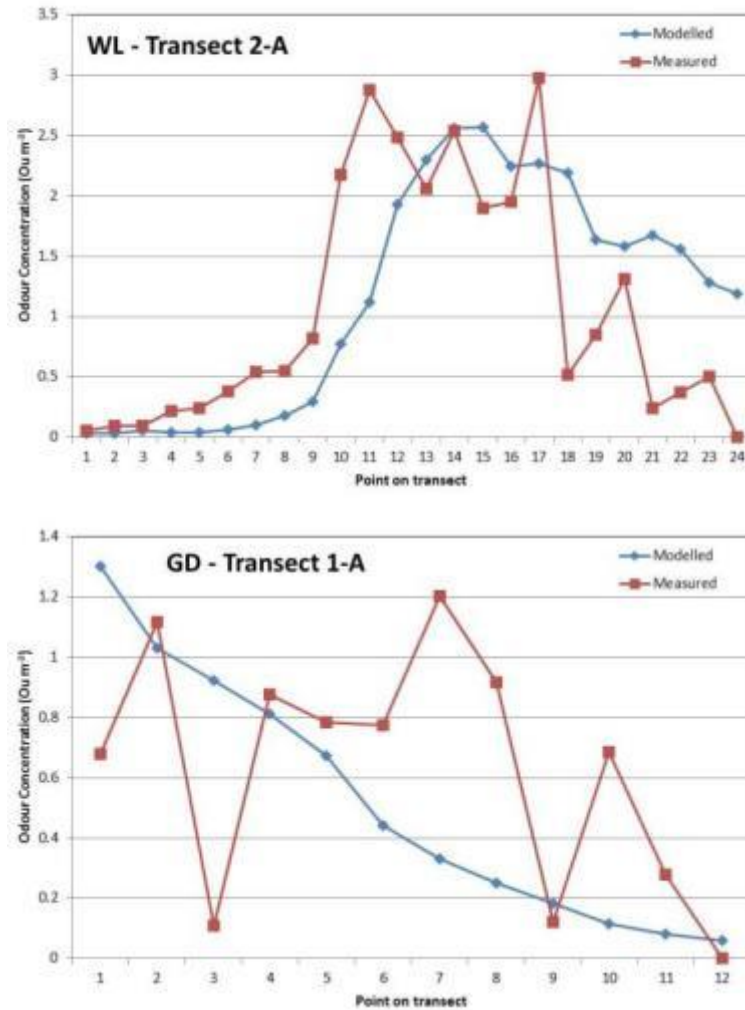 WL - Transect 2-A
Modelled
Measured
Odour Concentration (Ou m⁻³)
3.5
3
2.5
2
1.5
1
0.5
0
1 2 3 4 5 6 7 8 9 10 11 12 13 14 15 16 17 18 19 20 21 22 23 24
Point on transect
GD - Transect 1-A
Modelled
Measured
Odour Concentration (Ou m⁻³)
1.4
1.2
1
0.8
0.6
0.4
0.2
0
1 2 3 4 5 6 7 8 9 10 11 12
Point on transect